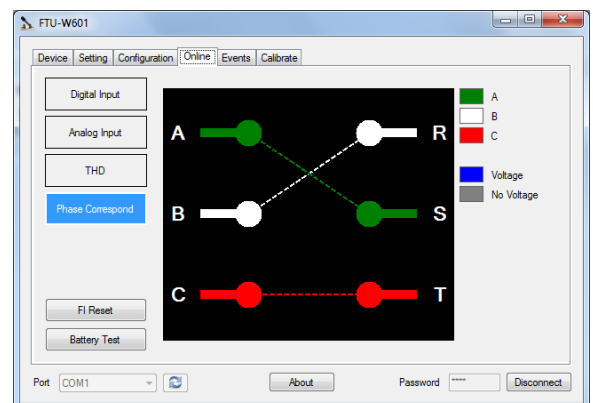 FTU-W601
Device Setting Configuration Online Events Calibrate
Digital Input
Analog Input
THD
Phase Correspond
FI Reset
Battery Test
A R
B S
C T
A
B
C
Voltage
No Voltage
Port COM1 About Password **** Disconnect